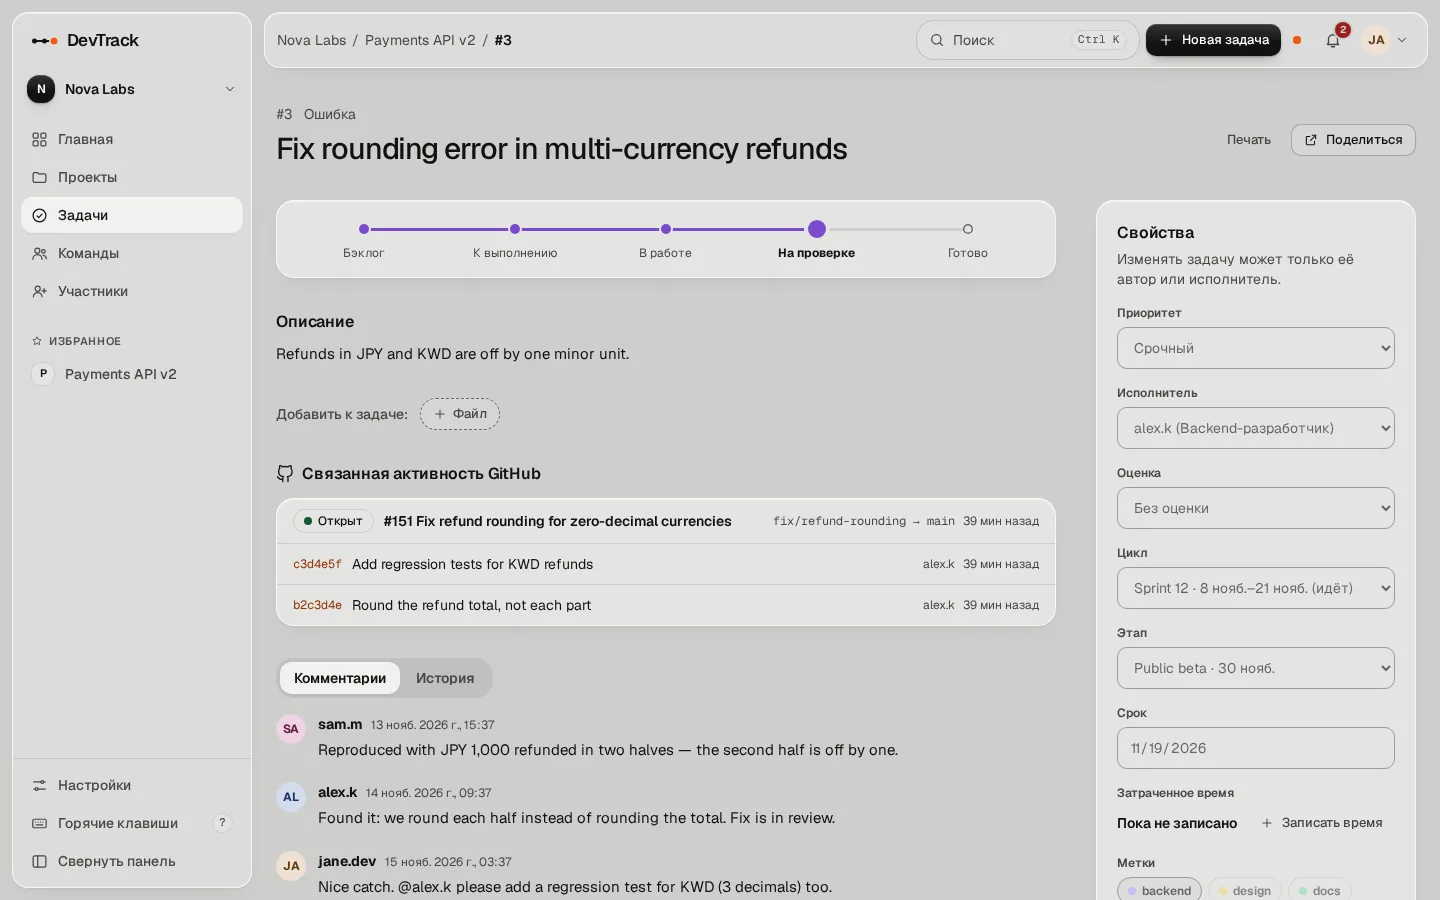 DevTrack
N Nova Labs
Главная
Проекты
Задачи
Команды
Участники
ИЗБРАННОЕ
P Payments API v2
Настройки
Горячие клавиши ?
Свернуть панель
Nova Labs / Payments API v2 / #3
Поиск Ctrl K
+ Новая задача
2
JA
#3 Ошибка
Fix rounding error in multi-currency refunds
Печать
Поделиться
Бэклог
К выполнению
В работе
На проверке
Готово
Описание
Refunds in JPY and KWD are off by one minor unit.
Добавить к задаче: + Файл
Связанная активность GitHub
Открыт #151 Fix refund rounding for zero-decimal currencies fix/refund-rounding → main 39 мин назад
c3d4e5f Add regression tests for KWD refunds alex.k 39 мин назад
b2c3d4e Round the refund total, not each part alex.k 39 мин назад
Комментарии
История
SA sam.m 13 нояб. 2026 г., 15:37
Reproduced with JPY 1,000 refunded in two halves — the second half is off by one.
AL alex.k 14 нояб. 2026 г., 09:37
Found it: we round each half instead of rounding the total. Fix is in review.
JA jane.dev 15 нояб. 2026 г., 03:37
Nice catch. @alex.k please add a regression test for KWD (3 decimals) too.
Свойства
Изменять задачу может только её
автор или исполнитель.
Приоритет
Срочный
Исполнитель
alex.k (Backend-разработчик)
Оценка
Без оценки
Цикл
Sprint 12 · 8 нояб.–21 нояб. (идёт)
Этап
Public beta · 30 нояб.
Срок
11/19/2026
Затраченное время
Пока не записано + Записать время
Метки
backend design docs